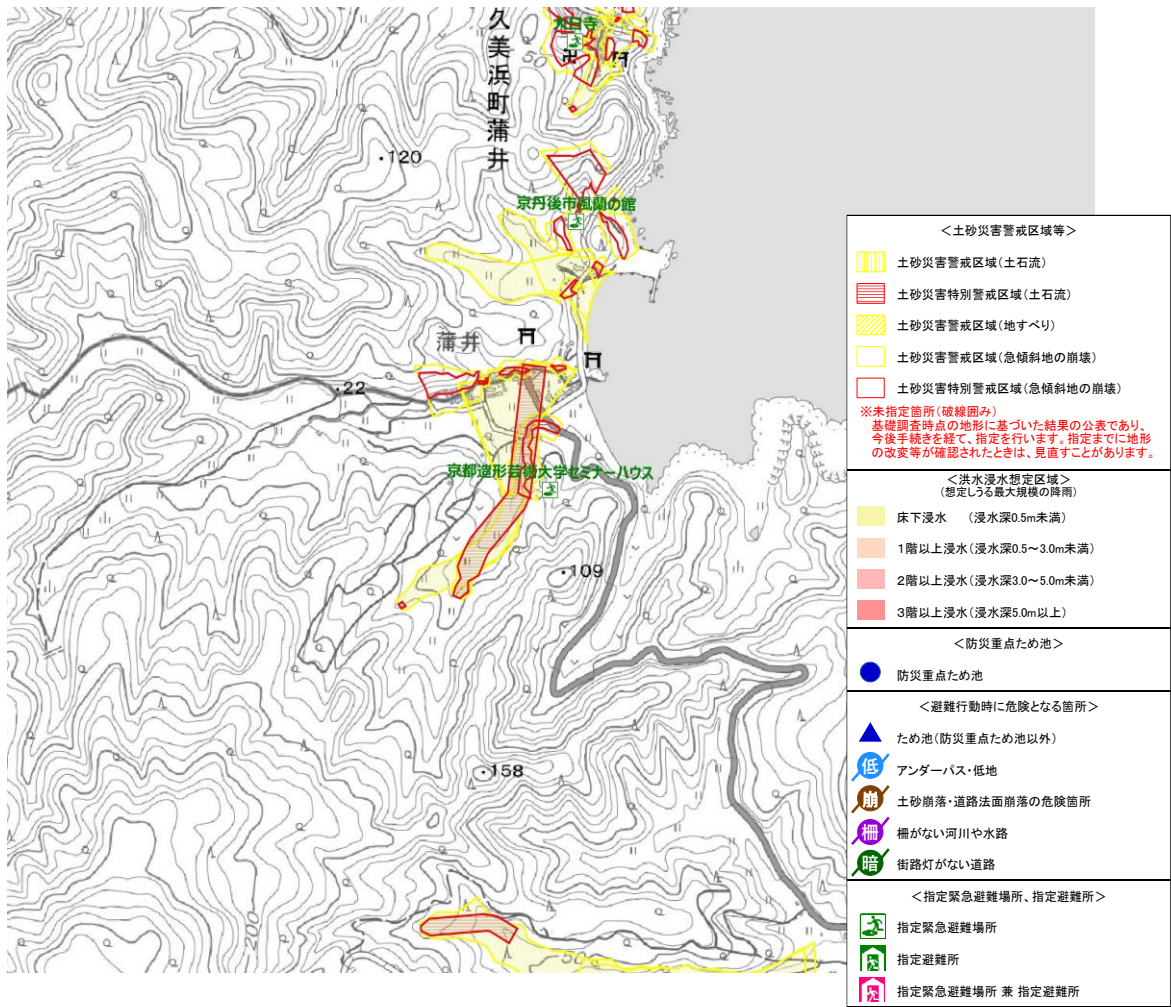 久美浜町蒲井
50
・120
京丹後市風蘭の館
蒲井
・22
京都造形芸術大学セミナーハウス
・109
・158
200
50
＜土砂災害警戒区域等＞
土砂災害警戒区域（土石流）
土砂災害特別警戒区域（土石流）
土砂災害警戒区域（地すべり）
土砂災害警戒区域（急傾斜地の崩壊）
土砂災害特別警戒区域（急傾斜地の崩壊）
※未指定箇所（破線囲み）
基礎調査時点の地形に基づいた結果の公表であり、
今後手続きを経て、指定を行います。指定までに地形
の改変等が確認されたときは、見直すことがあります。
＜洪水浸水想定区域＞
（想定しうる最大規模の降雨）
床下浸水　（浸水深0.5m未満）
1階以上浸水（浸水深0.5～3.0m未満）
2階以上浸水（浸水深3.0～5.0m未満）
3階以上浸水（浸水深5.0m以上）
＜防災重点ため池＞
防災重点ため池
＜避難行動時に危険となる箇所＞
ため池（防災重点ため池以外）
低 アンダーパス・低地
崩 土砂崩落・道路法面崩落の危険箇所
柵 柵がない河川や水路
暗 街路灯がない道路
＜指定緊急避難場所、指定避難所＞
指定緊急避難場所
指定避難所
指定緊急避難場所 兼 指定避難所